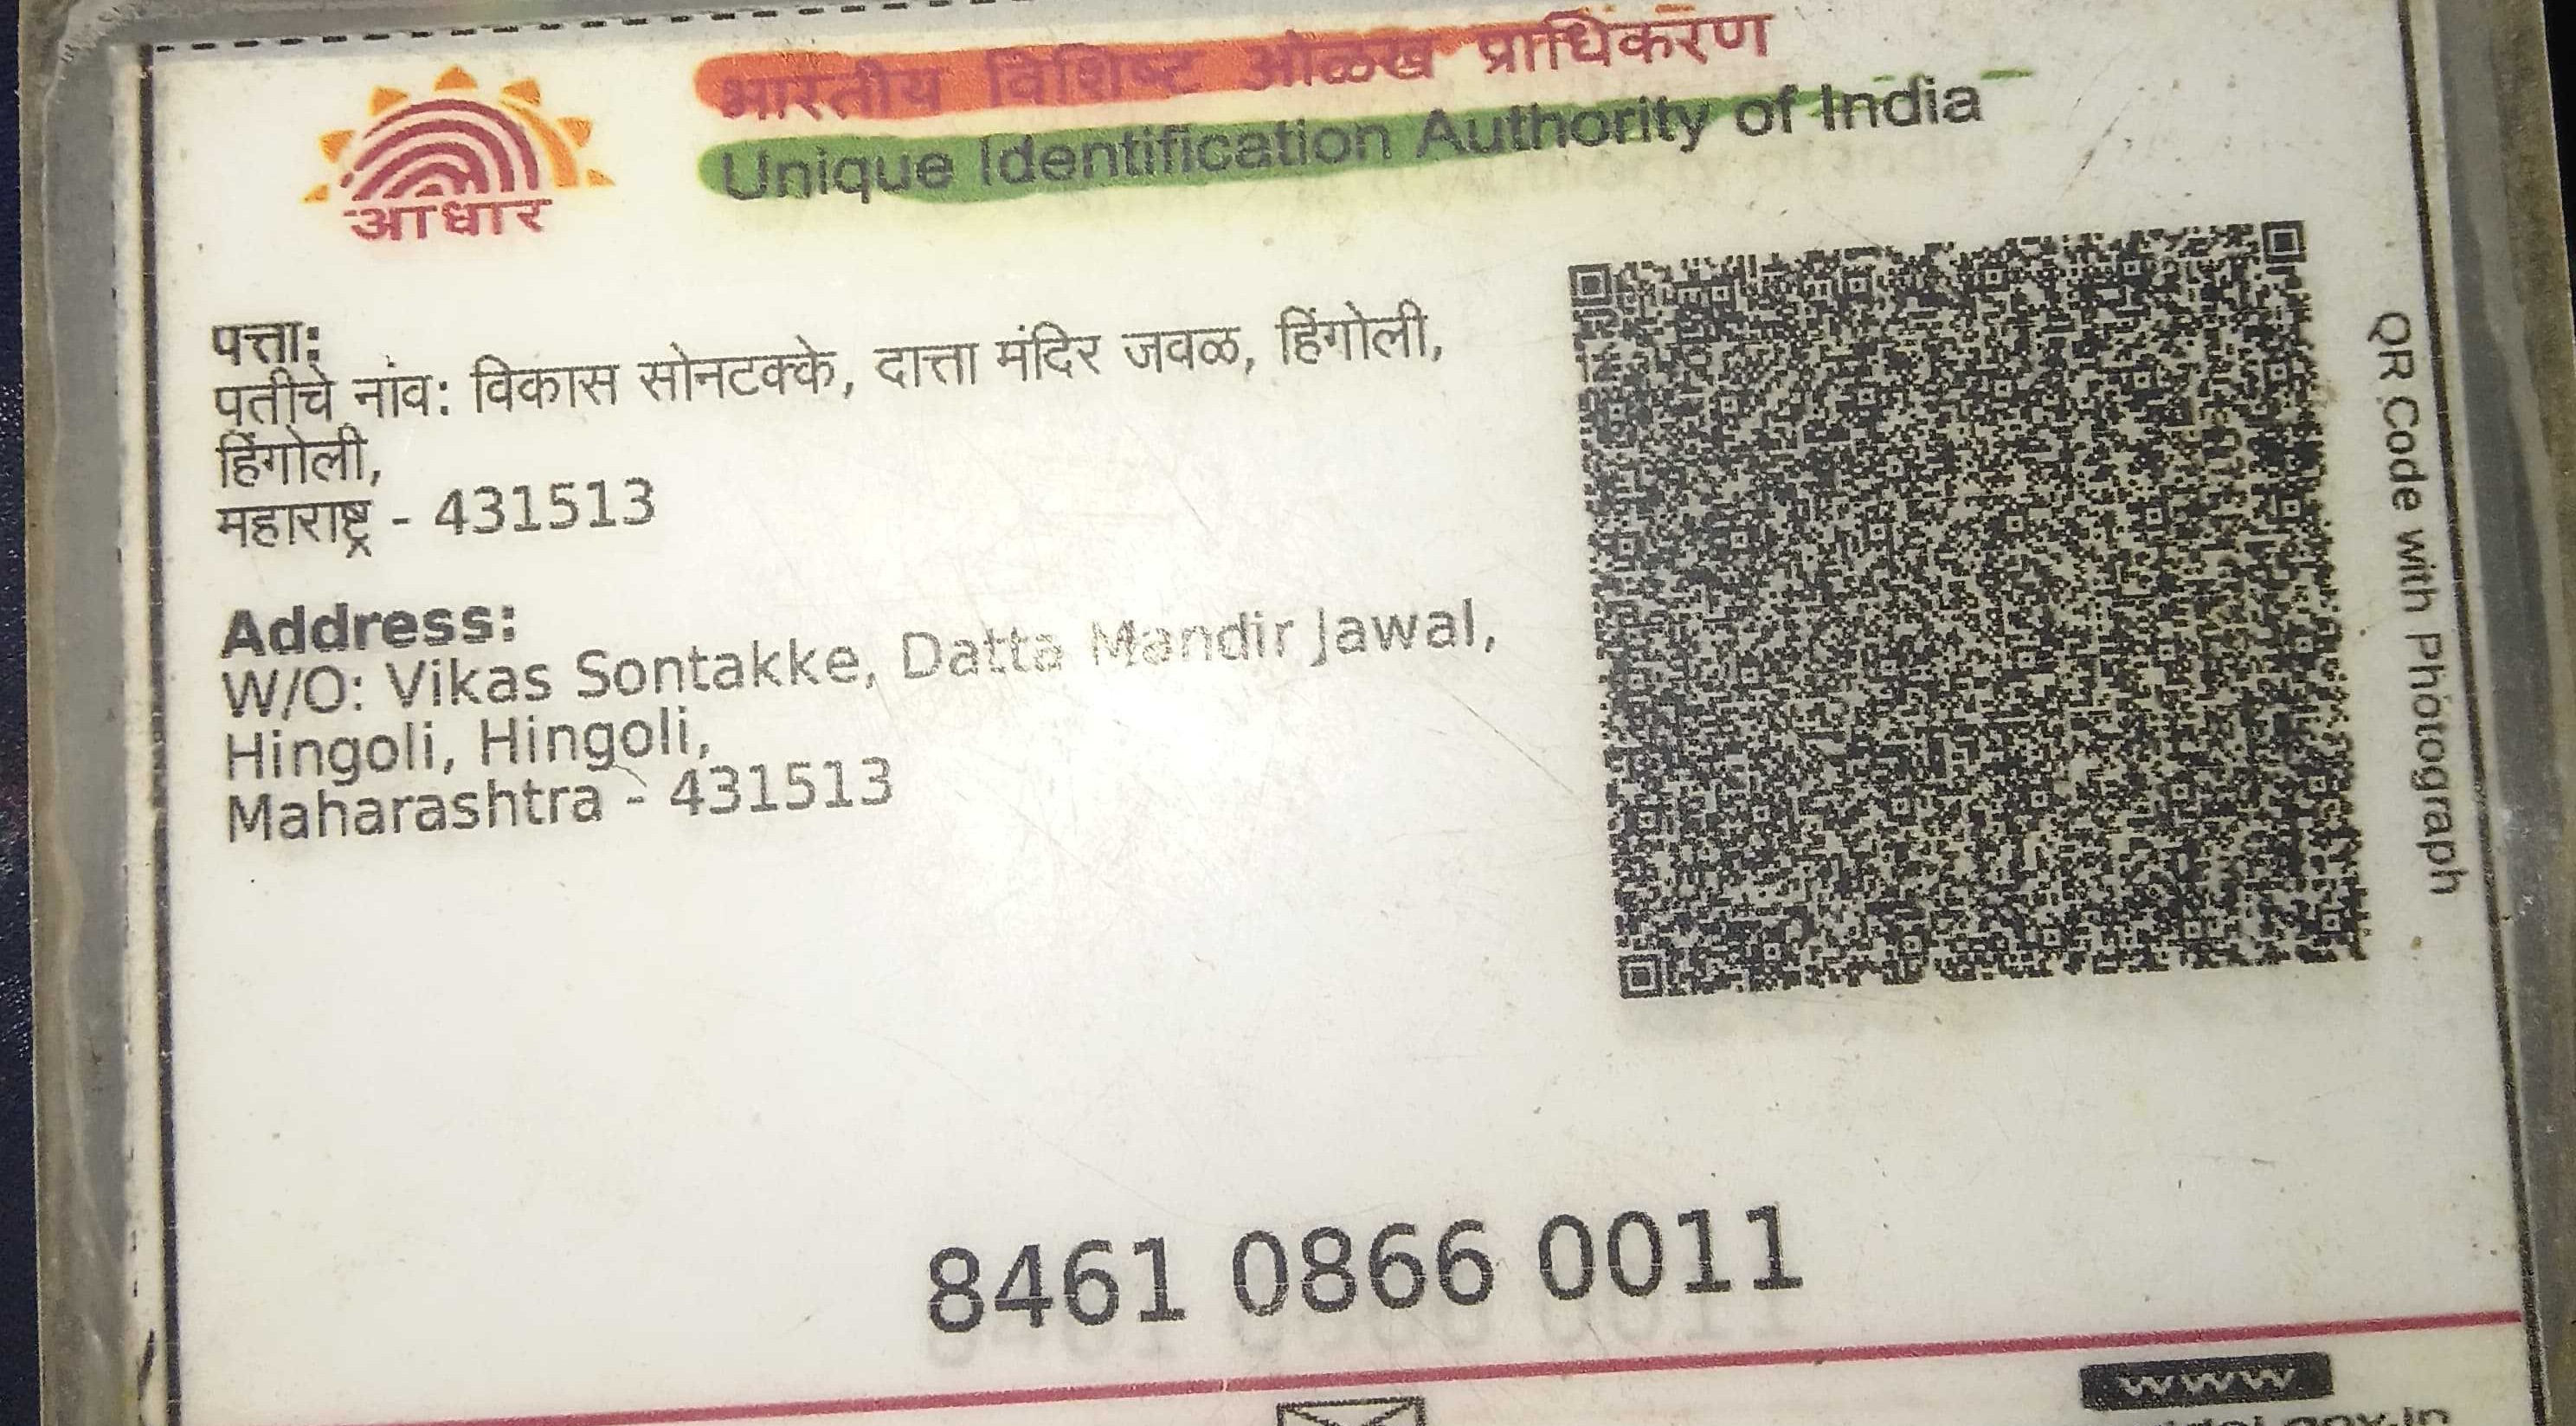 भारतीय विशिष्ट ओळख प्राधिकरण
Unique Identification Authority of India
आधार
पत्ता:
पतीचे नांव: विकास सोनटक्के, दात्ता मंदिर जवळ, हिंगोली,
हिंगोली,
महाराष्ट्र - 431513
Address:
W/O: Vikas Sontakke, Datta Mandir Jawal,
Hingoli, Hingoli,
Maharashtra - 431513
QR Code with Photograph
8461 0866 0011
www